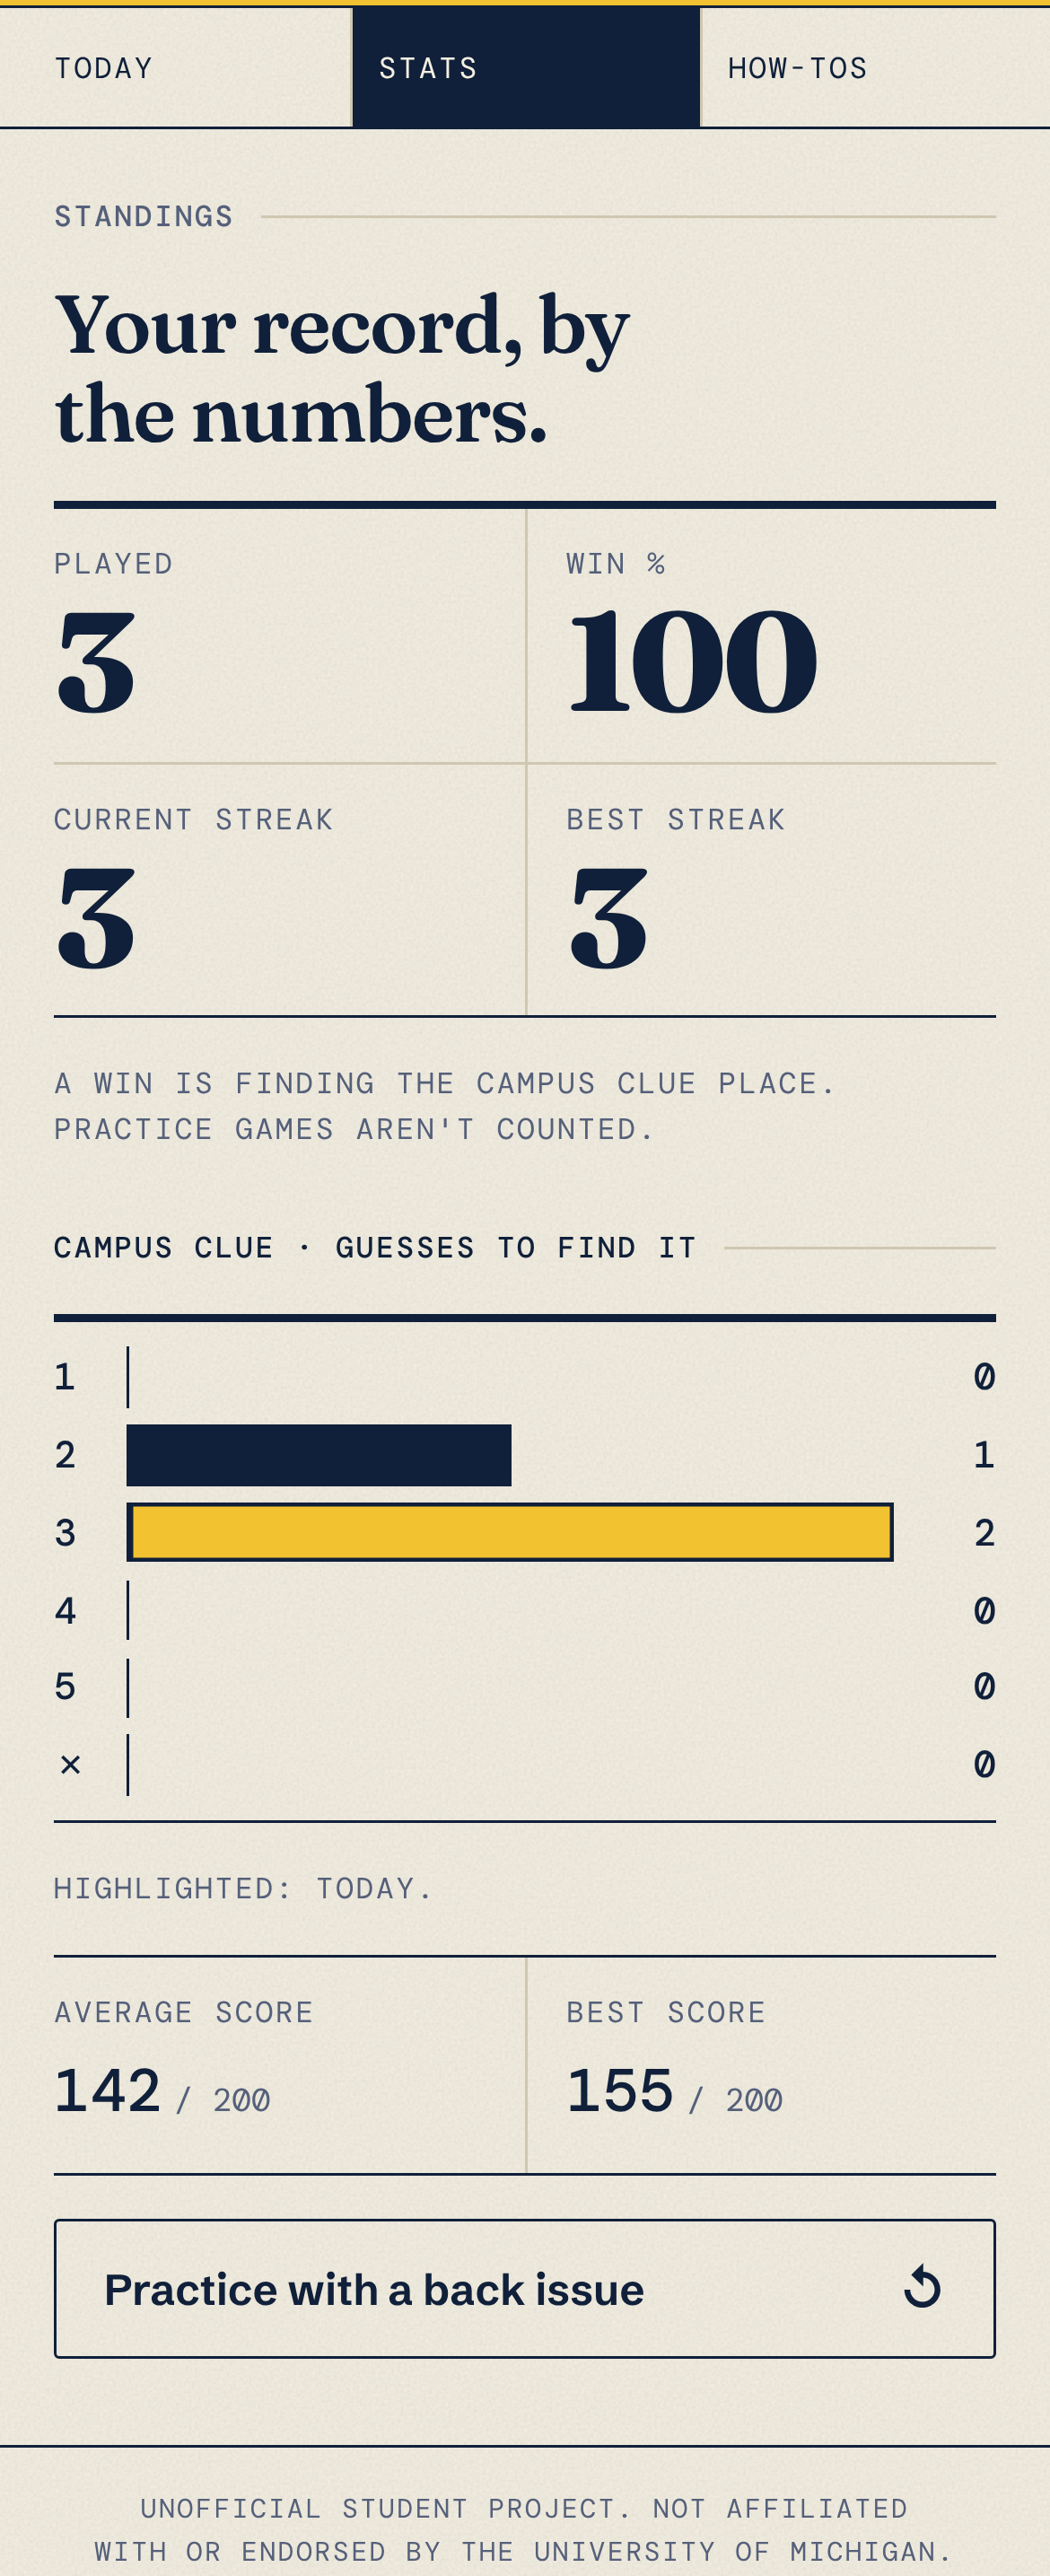 TODAY STATS HOW-TOS
STANDINGS
Your record, by
the numbers.
PLAYED WIN %
3 100
CURRENT STREAK BEST STREAK
3 3
A WIN IS FINDING THE CAMPUS CLUE PLACE.
PRACTICE GAMES AREN'T COUNTED.
CAMPUS CLUE · GUESSES TO FIND IT
1 0
2 1
3 2
4 0
5 0
× 0
HIGHLIGHTED: TODAY.
AVERAGE SCORE BEST SCORE
142 / 200 155 / 200
Practice with a back issue
UNOFFICIAL STUDENT PROJECT. NOT AFFILIATED
WITH OR ENDORSED BY THE UNIVERSITY OF MICHIGAN.